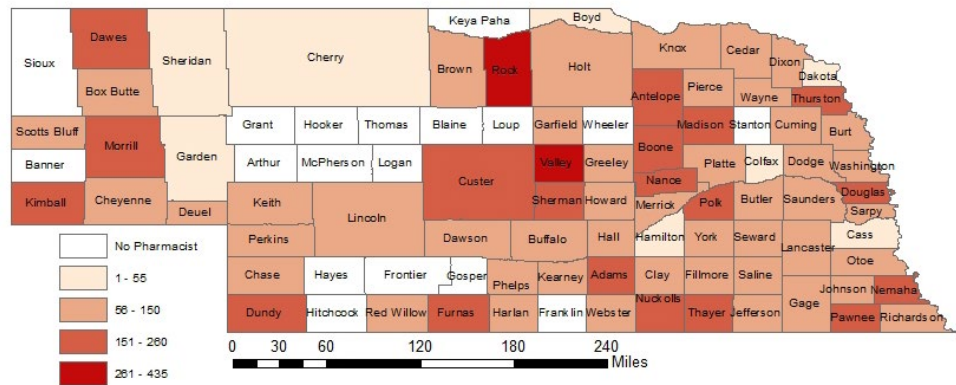 Keya Paha Boyd
Dawes
Sioux Sheridan Cherry Knox Cedar
Brown Rock Holt Dixon Dakota
Box Butte Antelope Pierce Wayne Thurston
Scotts Bluff Grant Hooker Thomas Blaine Loup Garfield Wheeler Madison Stanton Cuming Burt
Morrill Garden Boone
Banner Arthur McPherson Logan Valley Greeley Platte Colfax Dodge Washington
Custer Nance
Kimball Cheyenne Deuel Keith Lincoln Sherman Howard Merrick Polk Butler Saunders Douglas
Sarpy
Perkins Dawson Buffalo Hall Hamilton York Seward Lancaster Cass
Otoe
Chase Hayes Frontier Gosper Phelps Kearney Adams Clay Fillmore Saline Johnson Nemaha
Dundy Hitchcock Red Willow Furnas Harlan Franklin Webster Nuckolls Thayer Jefferson Gage Pawnee Richardson
No Pharmacist
1 - 55
56 - 150
151 - 260
261 - 435
0 30 60 120 180 240
Miles